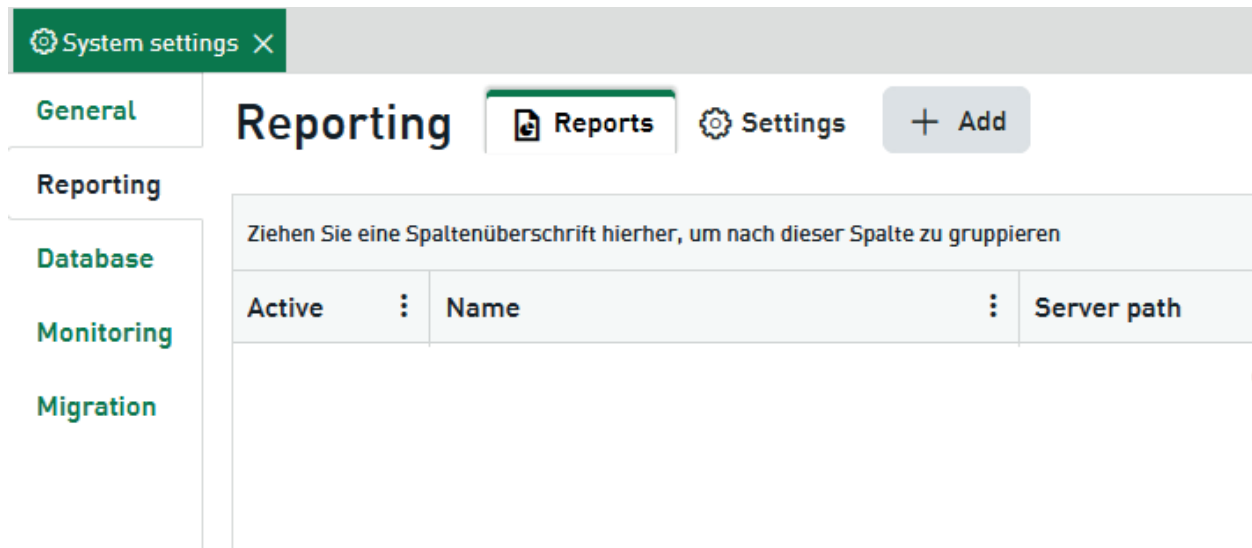 System settings
General
Reporting
Database
Monitoring
Migration
Reporting
Reports
Settings
+ Add
Ziehen Sie eine Spaltenüberschrift hierher, um nach dieser Spalte zu gruppieren
Active
Name
Server path